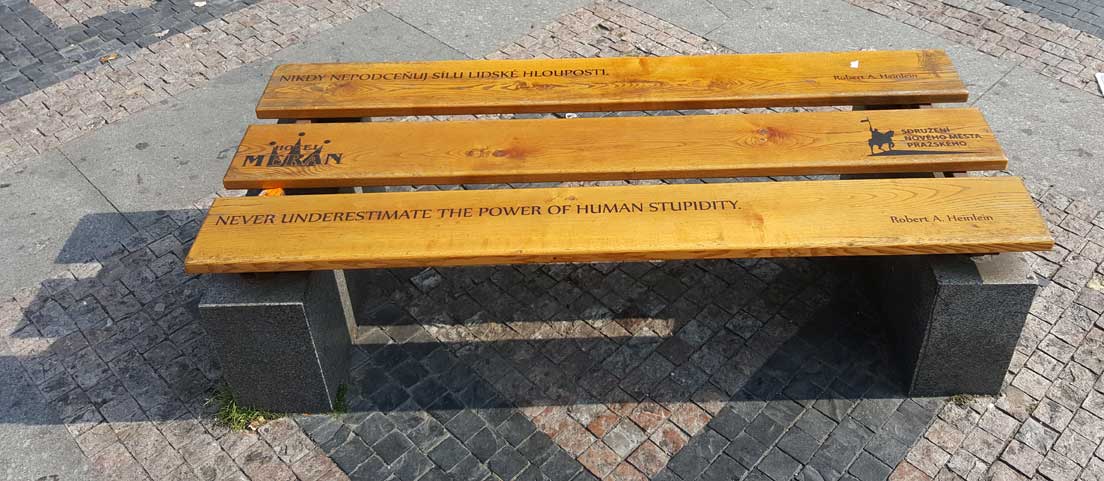 NIKDY NEPODCEŇUJ SÍLU LIDSKÉ HLOUPOSTI.
Robert A. Heinlein
HOTEL
MERAN
SDRUŽENÍ
NOVÉHO MĚSTA
PRAŽSKÉHO
NEVER UNDERESTIMATE THE POWER OF HUMAN STUPIDITY.
Robert A. Heinlein